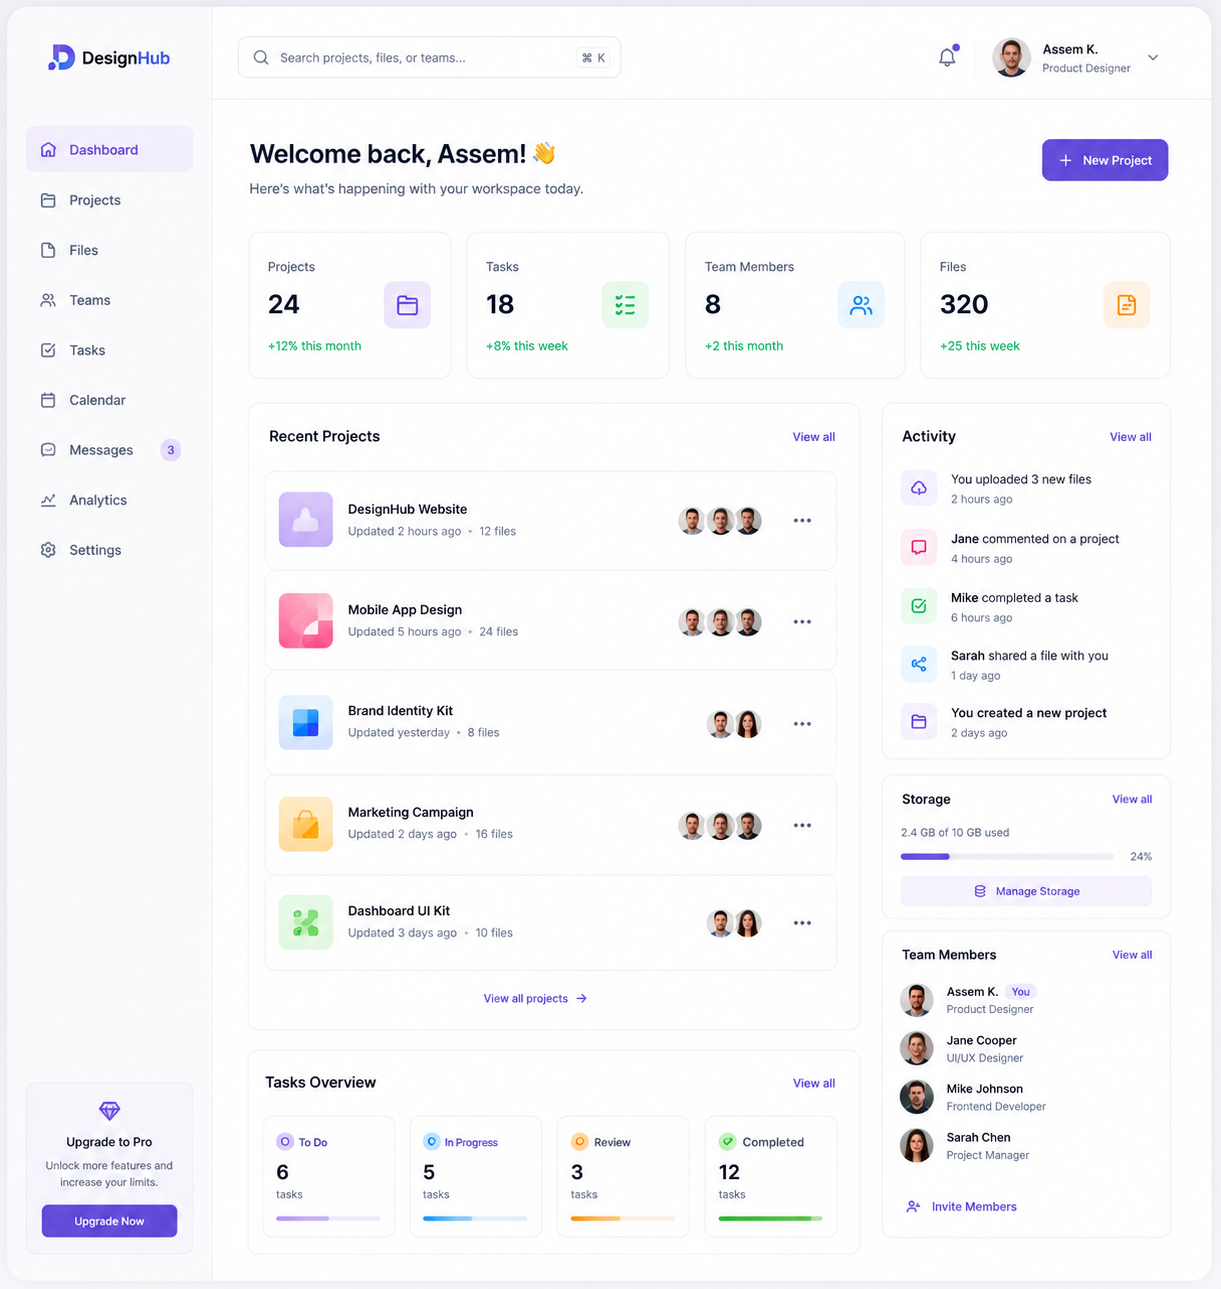 DesignHub
Search projects, files, or teams...
⌘ K
Assem K.
Product Designer
Dashboard
Projects
Files
Teams
Tasks
Calendar
Messages
3
Analytics
Settings
Upgrade to Pro
Unlock more features and
increase your limits.
Upgrade Now
Welcome back, Assem! 👋
Here's what's happening with your workspace today.
+ New Project
Projects
24
+12% this month
Tasks
18
+8% this week
Team Members
8
+2 this month
Files
320
+25 this week
Recent Projects
View all
DesignHub Website
Updated 2 hours ago • 12 files
Mobile App Design
Updated 5 hours ago • 24 files
Brand Identity Kit
Updated yesterday • 8 files
Marketing Campaign
Updated 2 days ago • 16 files
Dashboard UI Kit
Updated 3 days ago • 10 files
View all projects →
Tasks Overview
View all
To Do
6
tasks
In Progress
5
tasks
Review
3
tasks
Completed
12
tasks
Activity
View all
You uploaded 3 new files
2 hours ago
Jane commented on a project
4 hours ago
Mike completed a task
6 hours ago
Sarah shared a file with you
1 day ago
You created a new project
2 days ago
Storage
View all
2.4 GB of 10 GB used
24%
Manage Storage
Team Members
View all
Assem K. You
Product Designer
Jane Cooper
UI/UX Designer
Mike Johnson
Frontend Developer
Sarah Chen
Project Manager
Invite Members